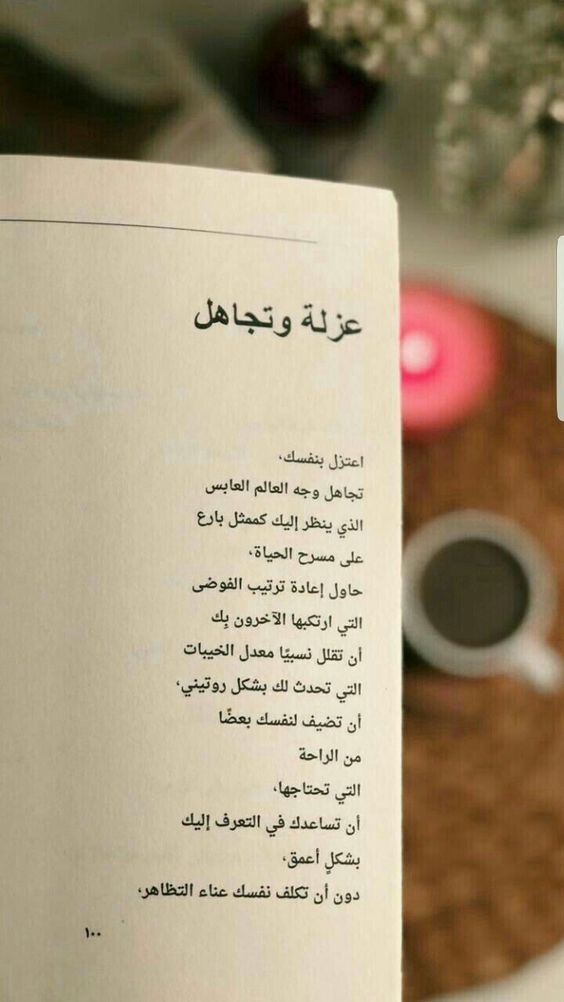 عزلة وتجاهل
اعتزل بنفسك،
تجاهل وجه العالم العابس
الذي ينظر إليك كممثل بارع
على مسرح الحياة،
حاول إعادة ترتيب الفوضى
التي ارتكبها الآخرون بِك
أن تقلل نسبيًا معدل الخيبات
التي تحدث لك بشكل روتيني،
أن تضيف لنفسك بعضًا
من الراحة
التي تحتاجها،
أن تساعدك في التعرف إليك
بشكلٍ أعمق،
دون أن تكلف نفسك عناء التظاهر،
١٠٠